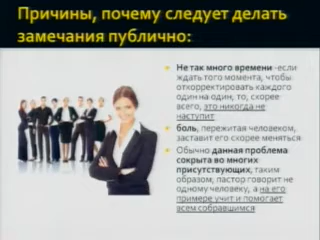 Причины, почему следует делать
замечания публично:
Не так много времени -если
ждать того момента, чтобы
откорректировать каждого
один на один, то, скорее
всего, это никогда не
наступит
боль, пережитая человеком,
заставит его скорее меняться
Обычно данная проблема
сокрыта во многих
присутствующих, таким
образом, пастор говорит не
одному человеку, а на его
примере учит и помогает
всем собравшимся